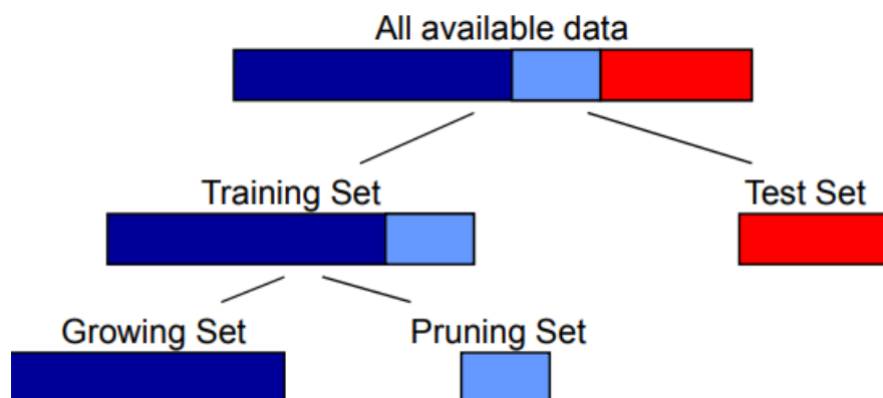 All available data
Training Set
Test Set
Growing Set
Pruning Set